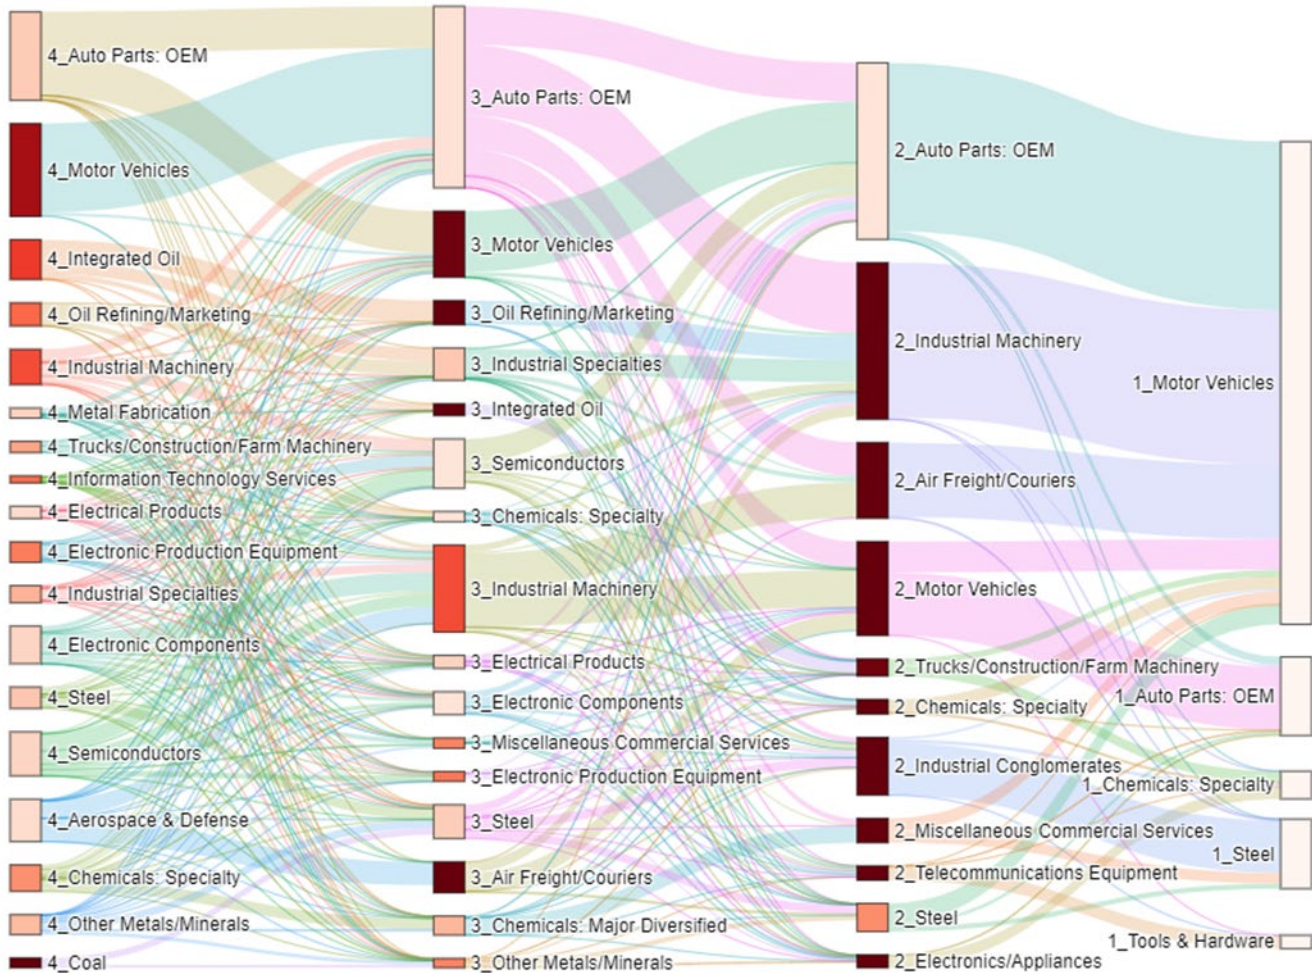 4_Auto Parts: OEM
4_Motor Vehicles
4_Integrated Oil
4_Oil Refining/Marketing
4_Industrial Machinery
4_Metal Fabrication
4_Trucks/Construction/Farm Machinery
4_Information Technology Services
4_Electrical Products
4_Electronic Production Equipment
4_Industrial Specialties
4_Electronic Components
4_Steel
4_Semiconductors
4_Aerospace & Defense
4_Chemicals: Specialty
4_Other Metals/Minerals
4_Coal
3_Auto Parts: OEM
3_Motor Vehicles
3_Oil Refining/Marketing
3_Industrial Specialties
3_Integrated Oil
3_Semiconductors
3_Chemicals: Specialty
3_Industrial Machinery
3_Electrical Products
3_Electronic Components
3_Miscellaneous Commercial Services
3_Electronic Production Equipment
3_Steel
3_Air Freight/Couriers
3_Chemicals: Major Diversified
3_Other Metals/Minerals
2_Auto Parts: OEM
2_Industrial Machinery
2_Air Freight/Couriers
2_Motor Vehicles
2_Trucks/Construction/Farm Machinery
2_Chemicals: Specialty
2_Industrial Conglomerates
2_Miscellaneous Commercial Services
2_Telecommunications Equipment
2_Steel
2_Electronics/Appliances
1_Motor Vehicles
1_Auto Parts: OEM
1_Chemicals: Specialty
1_Steel
1_Tools & Hardware